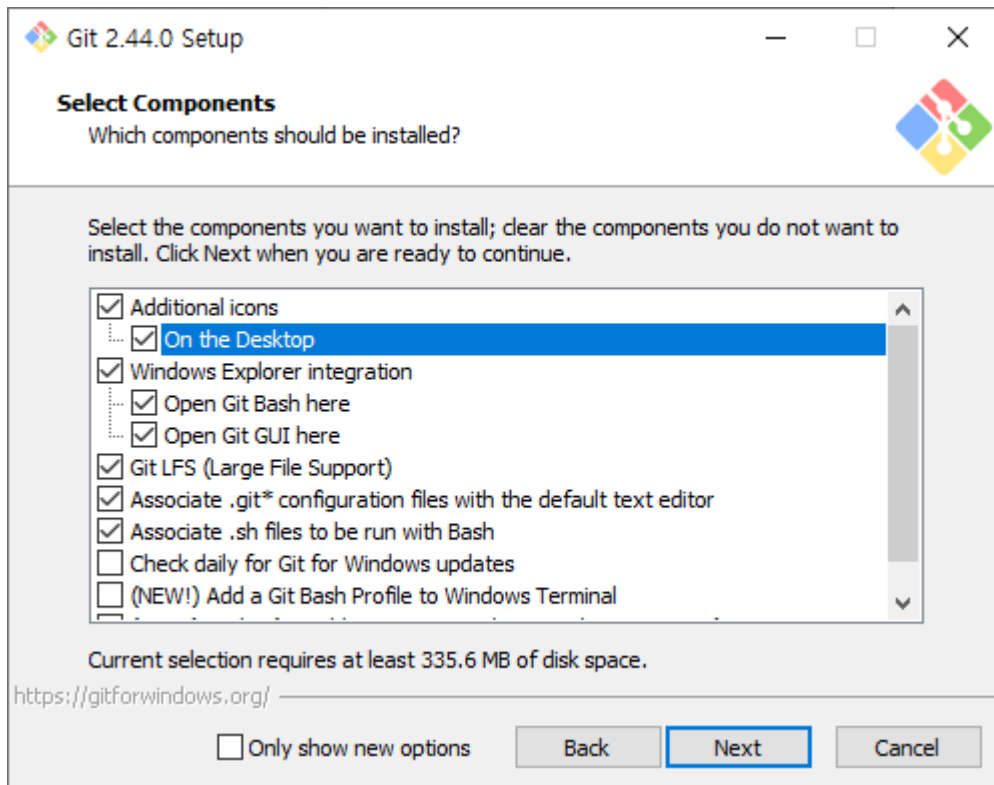 Git 2.44.0 Setup
Select Components
Which components should be installed?
Select the components you want to install; clear the components you do not want to
install. Click Next when you are ready to continue.
Additional icons
On the Desktop
Windows Explorer integration
Open Git Bash here
Open Git GUI here
Git LFS (Large File Support)
Associate .git* configuration files with the default text editor
Associate .sh files to be run with Bash
Check daily for Git for Windows updates
(NEW!) Add a Git Bash Profile to Windows Terminal
Current selection requires at least 335.6 MB of disk space.
https://gitforwindows.org/
Only show new options
Back
Next
Cancel